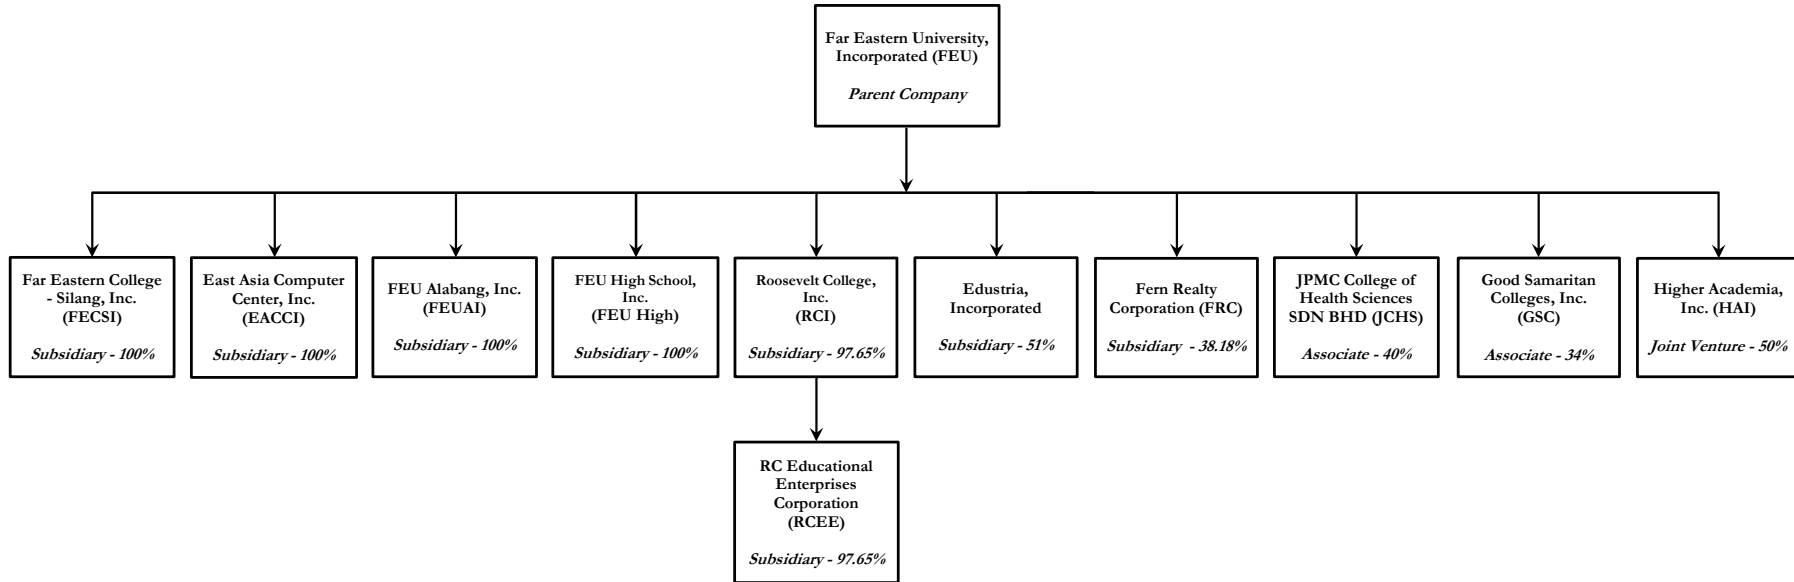 Far Eastern University,
Incorporated (FEU)
Parent Company
Far Eastern College
- Silang, Inc.
(FECSI)
Subsidiary - 100%
East Asia Computer
Center, Inc.
(EACCI)
Subsidiary - 100%
FEU Alabang, Inc.
(FEUAI)
Subsidiary - 100%
FEU High School,
Inc.
(FEU High)
Subsidiary - 100%
Roosevelt College,
Inc.
(RCI)
Subsidiary - 97.65%
Edustria,
Incorporated
Subsidiary - 51%
Fern Realty
Corporation (FRC)
Subsidiary - 38.18%
JPMC College of
Health Sciences
SDN BHD (JCHS)
Associate - 40%
Good Samaritan
Colleges, Inc.
(GSC)
Associate - 34%
Higher Academia,
Inc. (HAI)
Joint Venture - 50%
RC Educational
Enterprises
Corporation
(RCEE)
Subsidiary - 97.65%